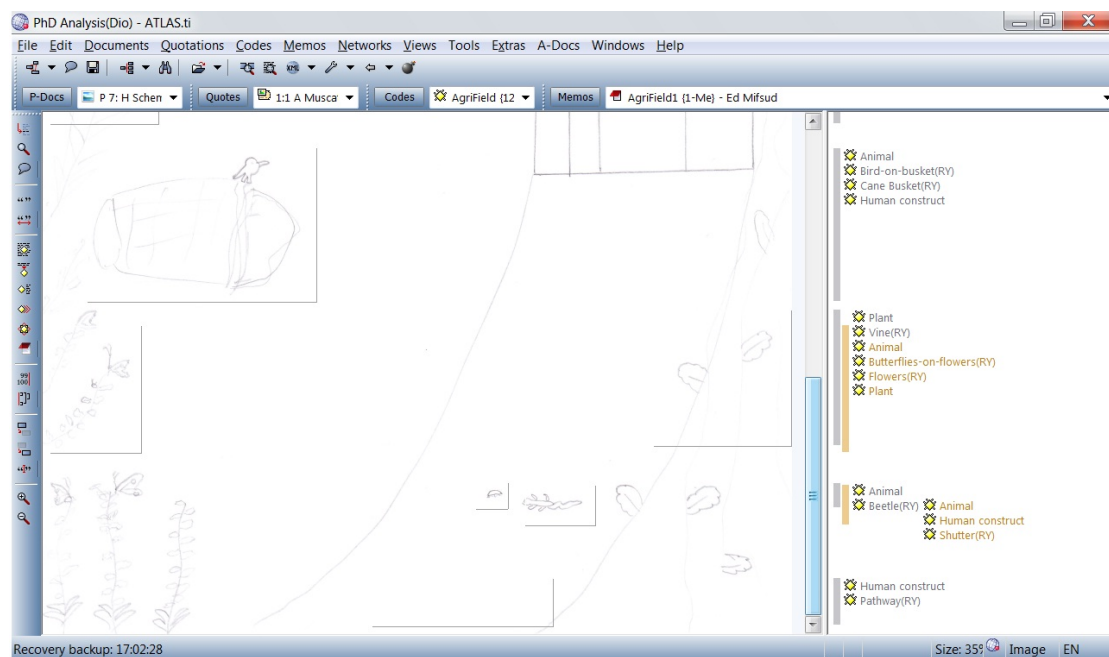 PhD Analysis(Dio) - ATLAS.ti
File Edit Documents Quotations Codes Memos Networks Views Tools Extras A-Docs Windows Help
P-Docs P 7: H Schen Quotes 1:1 A Musca Codes AgriField {12 Memos AgriField1 {1-Me} - Ed Mifsud
Animal
Bird-on-busket(RY)
Cane Busket(RY)
Human construct
Plant
Vine(RY)
Animal
Butterflies-on-flowers(RY)
Flowers(RY)
Plant
Animal
Beetle(RY) Animal
Human construct
Shutter(RY)
Human construct
Pathway(RY)
Recovery backup: 17:02:28 Size: 35% Image EN